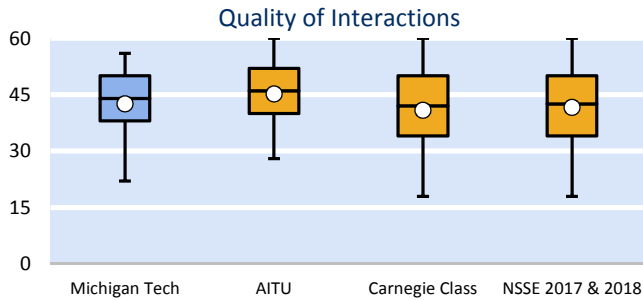 Quality of Interactions
60
45
30
15
0
Michigan Tech
AITU
Carnegie Class
NSSE 2017 & 2018